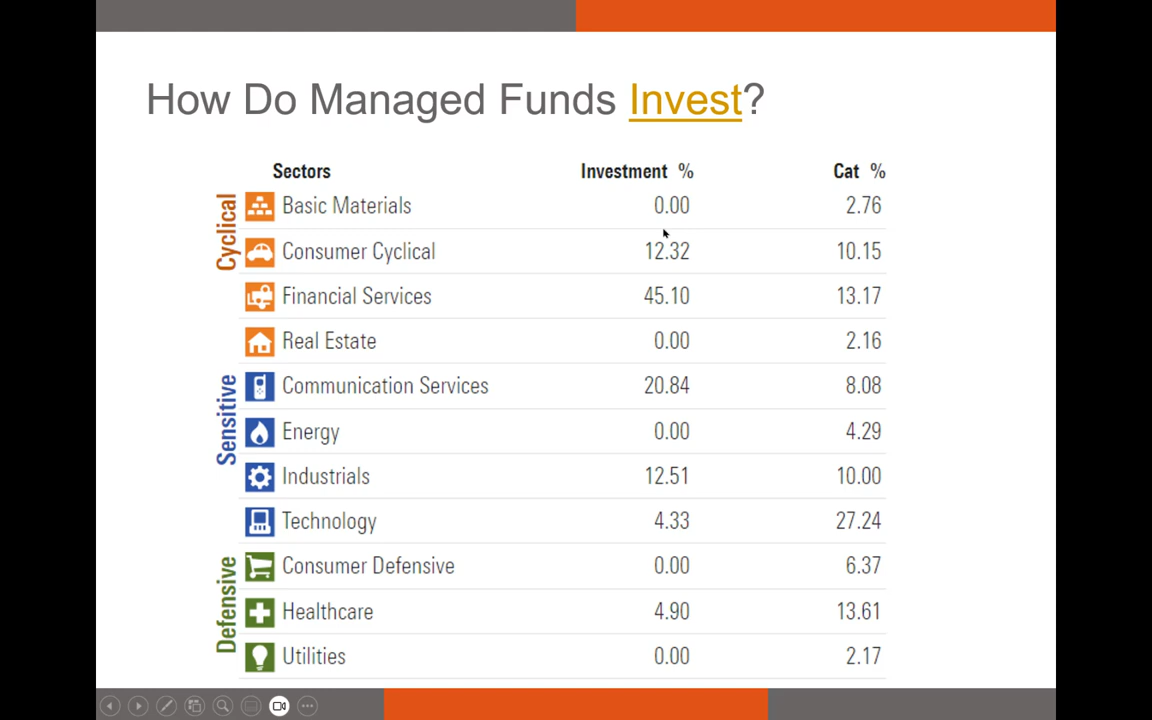 How Do Managed Funds Invest?
Sectors Investment % Cat %
Cyclical
Basic Materials 0.00 2.76
Consumer Cyclical 12.32 10.15
Financial Services 45.10 13.17
Real Estate 0.00 2.16
Sensitive
Communication Services 20.84 8.08
Energy 0.00 4.29
Industrials 12.51 10.00
Technology 4.33 27.24
Defensive
Consumer Defensive 0.00 6.37
Healthcare 4.90 13.61
Utilities 0.00 2.17